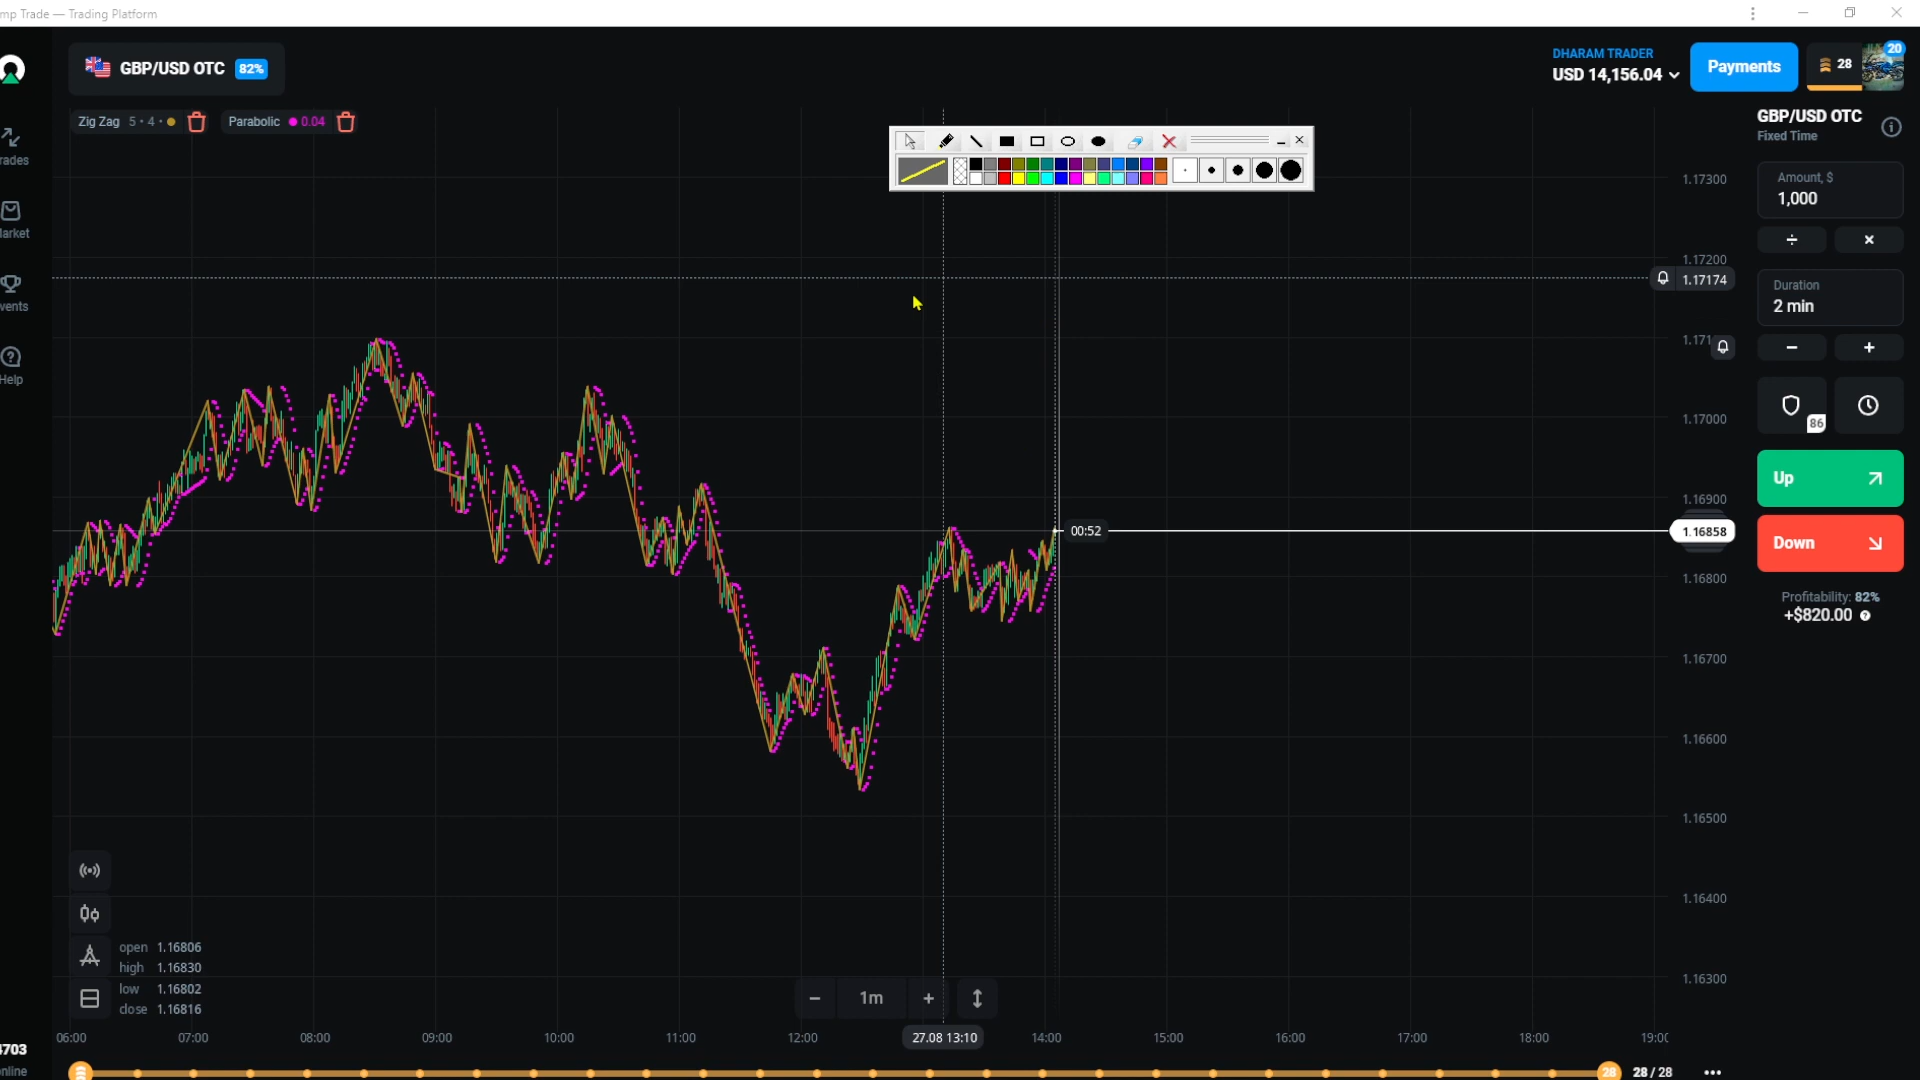 mp Trade — Trading Platform
GBP/USD OTC 82%
DHARAM TRADER
USD 14,156.04
Payments
28
20
Zig Zag 5 · 4 ·
Parabolic 0.04
GBP/USD OTC
Fixed Time
Amount, $
1,000
÷ ×
Duration
2 min
− +
86
Up
Down
Profitability: 82%
+$820.00
rades
larket
vents
Help
1.17300
1.17200
1.17174
1.171
1.17000
1.16900
00:52
1.16858
1.16800
1.16700
1.16600
1.16500
1.16400
1.16300
open 1.16806
high 1.16830
low 1.16802
close 1.16816
− 1m +
06:00 07:00 08:00 09:00 10:00 11:00 12:00 27.08 13:10 14:00 15:00 16:00 17:00 18:00 19:0
4703
nline
28 28 / 28